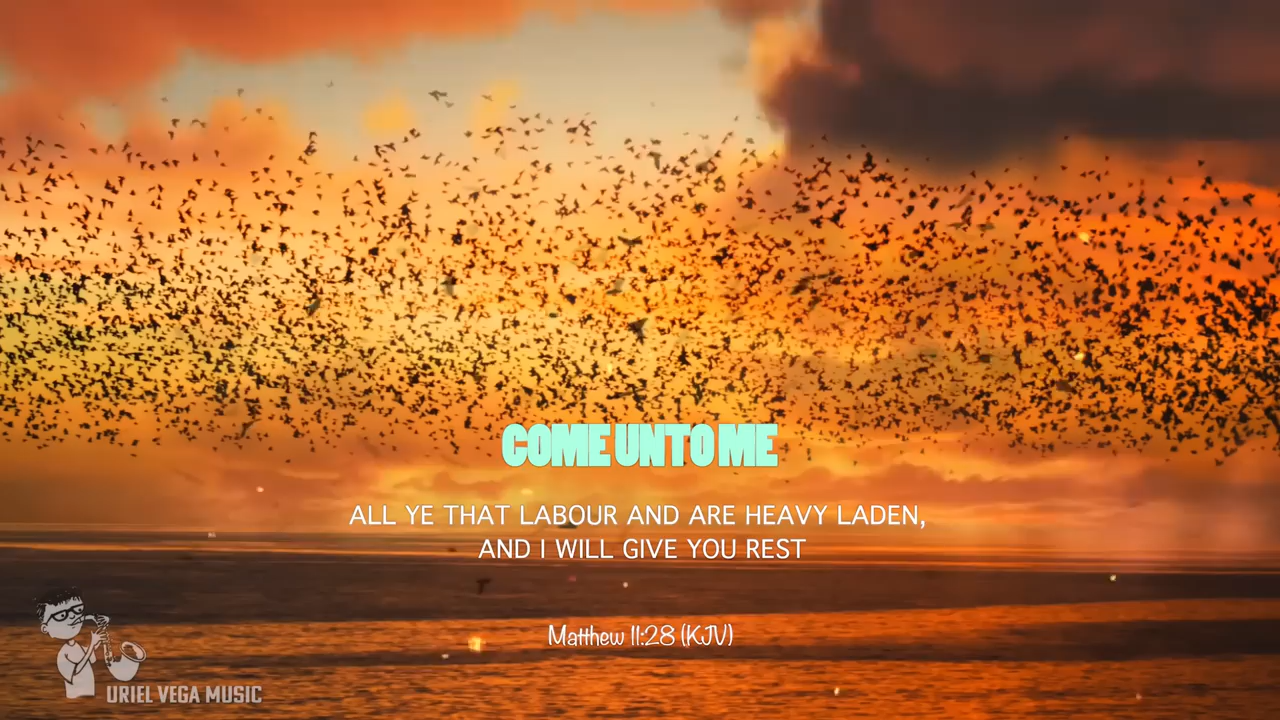 COME UNTO ME
ALL YE THAT LABOUR AND ARE HEAVY LADEN,
AND I WILL GIVE YOU REST
Matthew 11:28 (KJV)
URIEL VEGA MUSIC